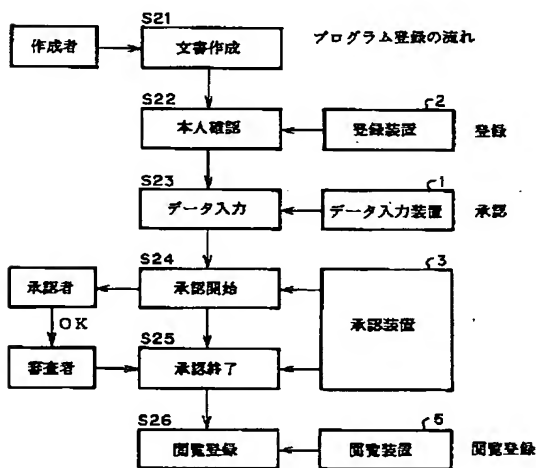 S21
作成者
文書作成
プログラム登録の流れ
S22
2
本人確認
登録装置
登録
S23
1
データ入力
データ入力装置
承認
S24
3
承認者
承認開始
承認装置
OK
S25
審査者
承認終了
S26
5
閲覧登録
閲覧装置
閲覧登録